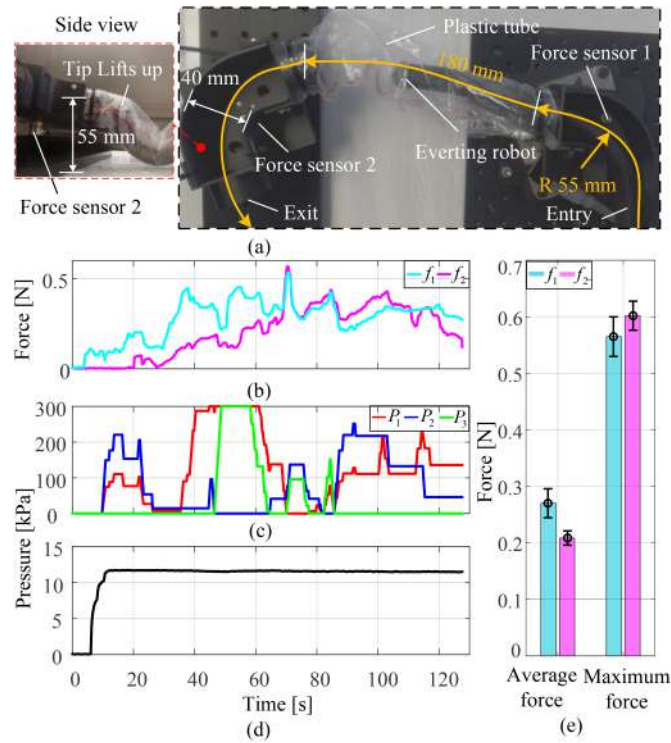 Side view
Tip Lifts up
55 mm
Force sensor 2
Plastic tube
Force sensor 1
40 mm
180 mm
Everting robot
Force sensor 2
R 55 mm
Exit
Entry
(a)
Force [N]
0.5
0
f1 f2
(b)
Pressure [kPa]
300
200
100
0
P1 P2 P3
(c)
15
10
5
0
0 20 40 60 80 100 120
Time [s]
(d)
Force [N]
f1 f2
0.7
0.6
0.5
0.4
0.3
0.2
0.1
0
Average Maximum
force force
(e)